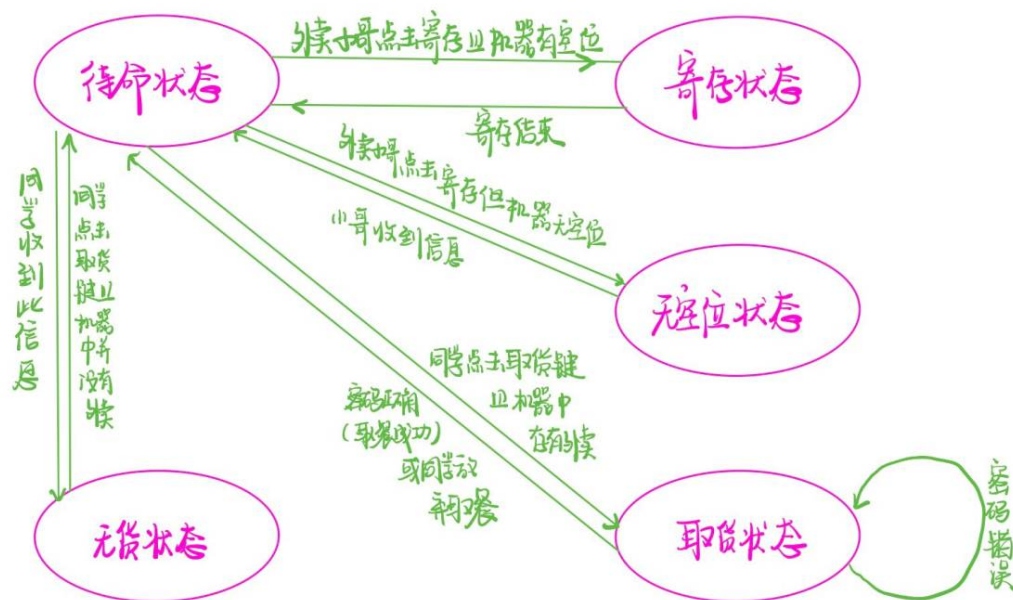 外卖小哥点击寄存且机器有空位
待命状态
寄存状态
寄存结束
外卖小哥点击寄存但机器无空位
小哥收到信息
同学收到此信息
同学
点击
取货
键且
机器
中并
没有
外卖
无空位状态
同学点击取货键
且机器中
存有外卖
密码正确
(取餐成功)
或同学放
弃取餐
无货状态
取货状态
密码错误